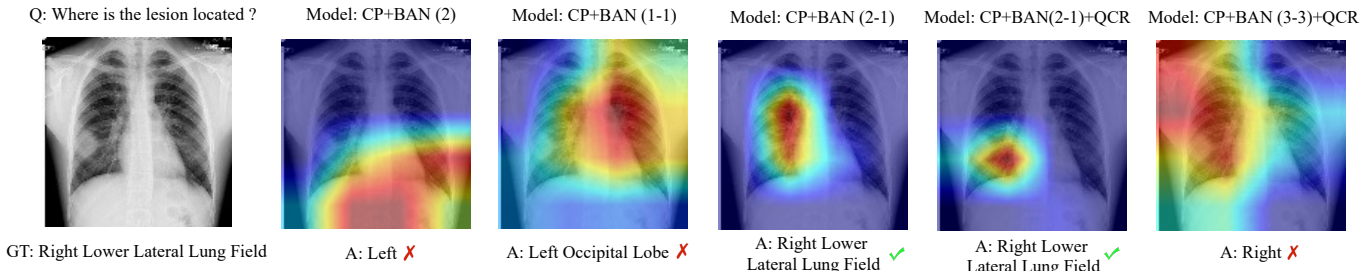 Q: Where is the lesion located ?
Model: CP+BAN (2)
Model: CP+BAN (1-1)
Model: CP+BAN (2-1)
Model: CP+BAN(2-1)+QCR
Model: CP+BAN (3-3)+QCR
GT: Right Lower Lateral Lung Field
A: Left ✗
A: Left Occipital Lobe ✗
A: Right Lower
Lateral Lung Field ✓
A: Right Lower
Lateral Lung Field ✓
A: Right ✗